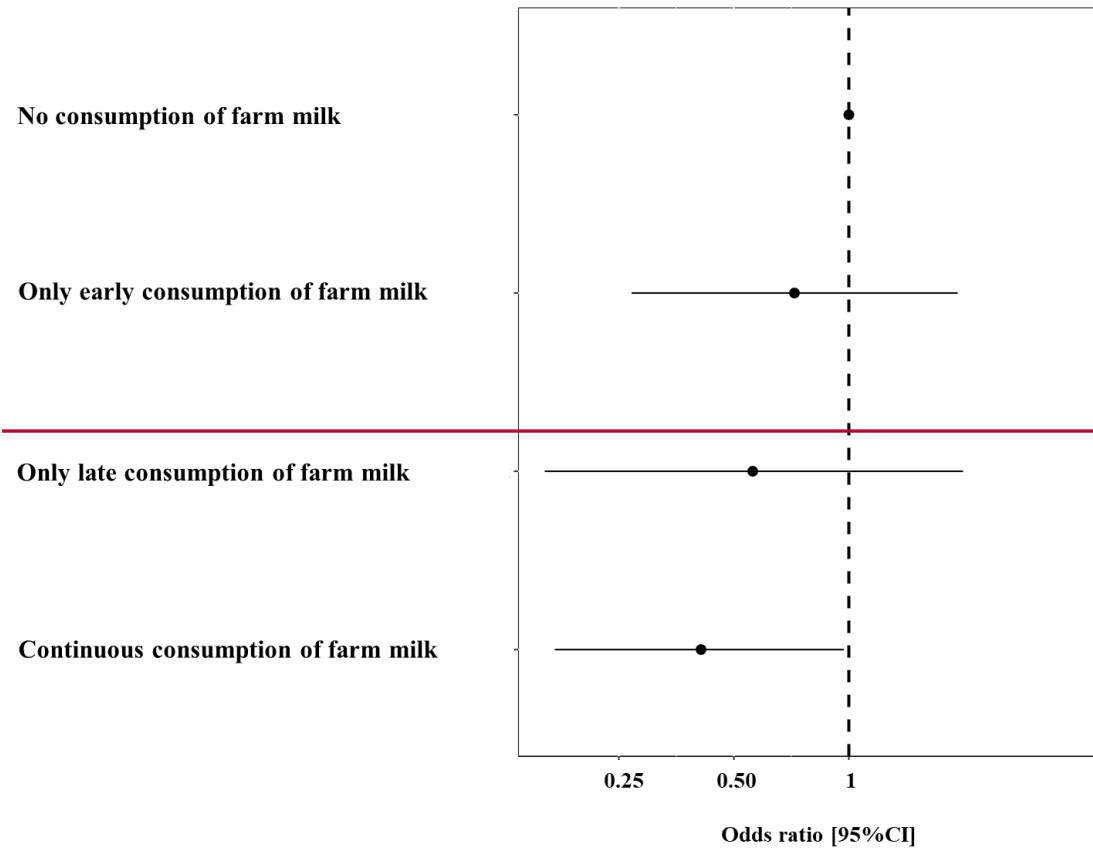 No consumption of farm milk
Only early consumption of farm milk
Only late consumption of farm milk
Continuous consumption of farm milk
0.25 0.50 1
Odds ratio [95%CI]